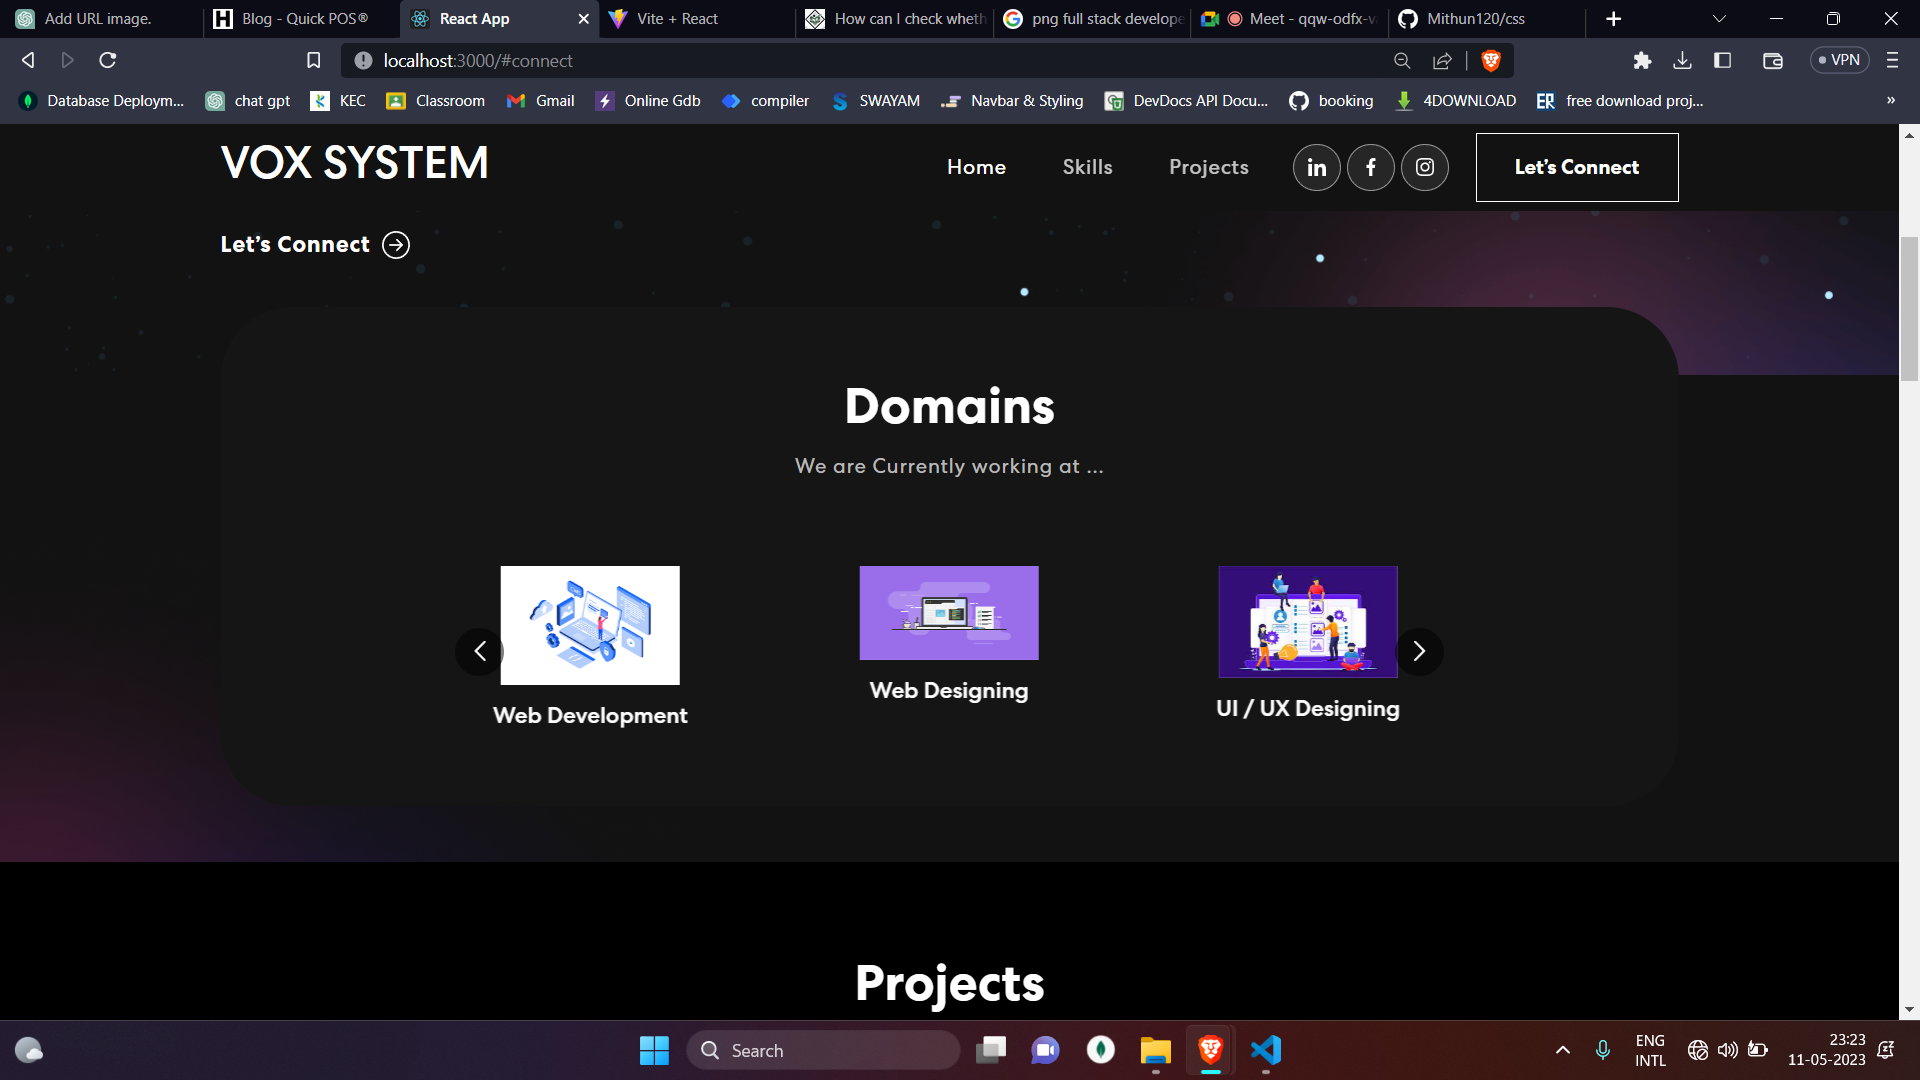 Add URL image.
Blog - Quick POS®
React App
Vite + React
How can I check wheth
png full stack develope
Meet - qqw-odfx-v
Mithun120/css
localhost:3000/#connect
VPN
Database Deploym...
chat gpt
KEC
Classroom
Gmail
Online Gdb
compiler
SWAYAM
Navbar & Styling
DevDocs API Docu...
booking
4DOWNLOAD
ER
free download proj...
»
VOX SYSTEM
Home
Skills
Projects
in
f
Let’s Connect
Let’s Connect
Domains
We are Currently working at ...
Web Development
Web Designing
UI / UX Designing
Projects
Search
ENG
INTL
23:23
11-05-2023